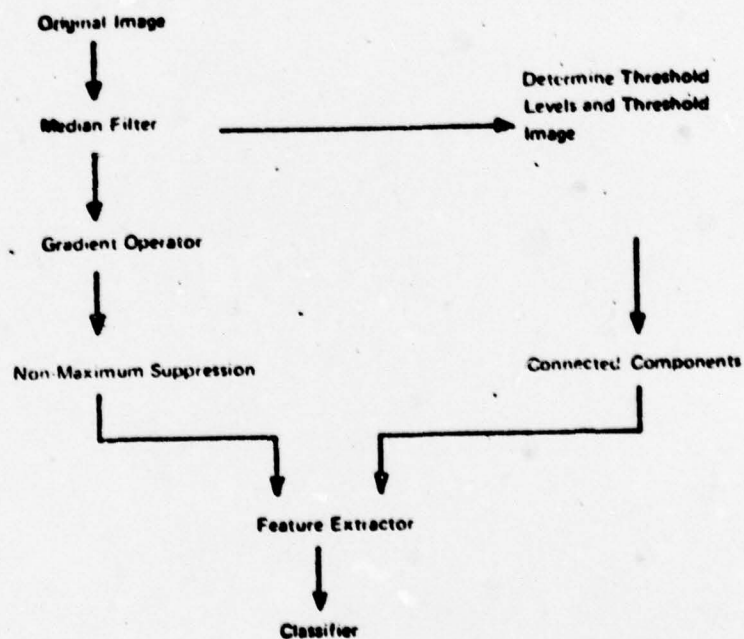 Original Image
Median Filter
Determine Threshold
Levels and Threshold
Image
Gradient Operator
Non-Maximum Suppression
Connected Components
Feature Extractor
Classifier